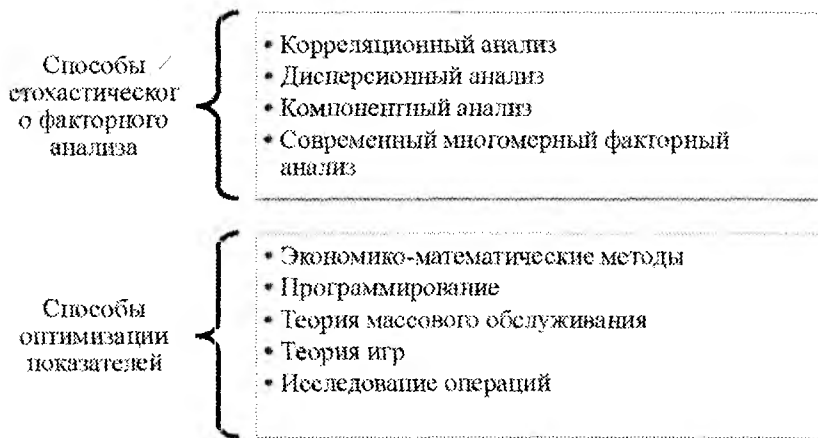 Способы
стохастическог
о факторного
анализа
• Корреляционный анализ
• Дисперсионный анализ
• Компонентный анализ
• Современный многомерный факторный
анализ
Способы
оптимизации
показателей
• Экономико-математические методы
• Программирование
• Теория массового обслуживания
• Теория игр
• Исследование операций